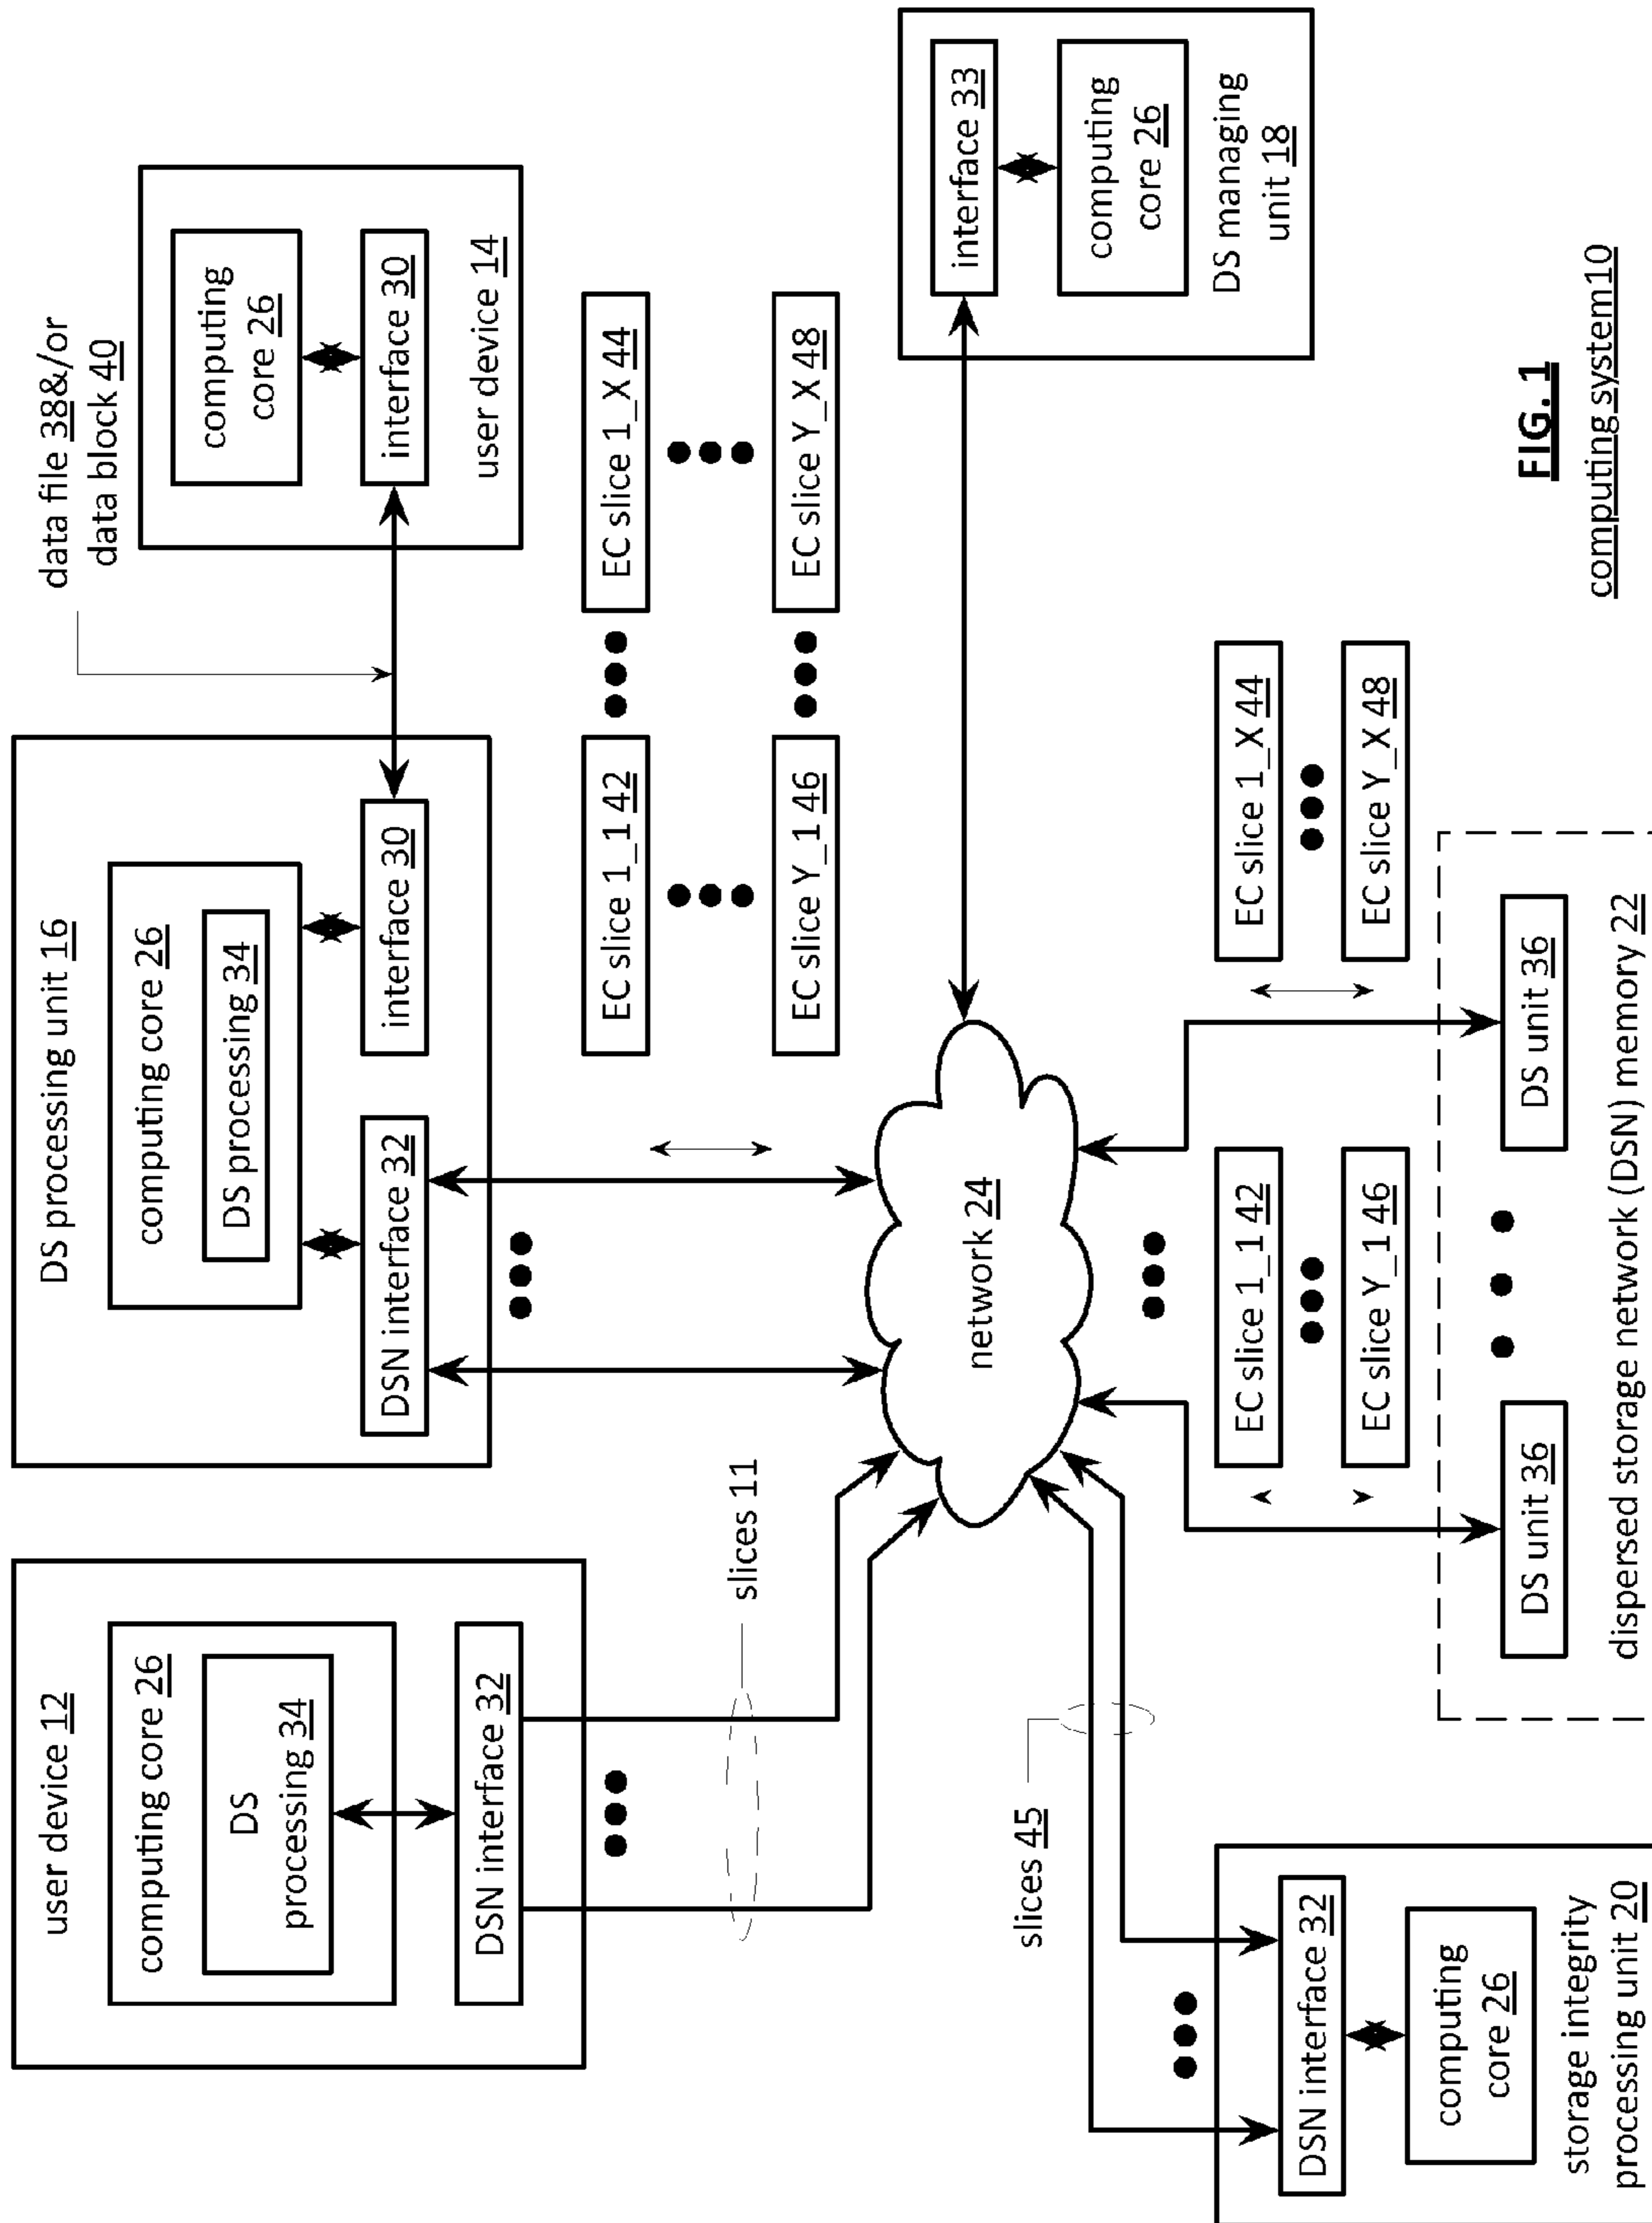 user device 12
computing core 26
DS
processing 34
DSN interface 32
slices 11
DS processing unit 16
computing core 26
DS processing 34
DSN interface 32
interface 30
data file 38&/or
data block 40
computing
core 26
interface 30
user device 14
EC slice 1_1 42
EC slice 1_X 44
EC slice Y_1 46
EC slice Y_X 48
network 24
interface 33
computing
core 26
DS managing
unit 18
slices 45
DSN interface 32
computing
core 26
storage integrity
processing unit 20
EC slice 1_1 42
EC slice Y_1 46
EC slice 1_X 44
EC slice Y_X 48
DS unit 36
DS unit 36
dispersed storage network (DSN) memory 22
FIG. 1
computing system10